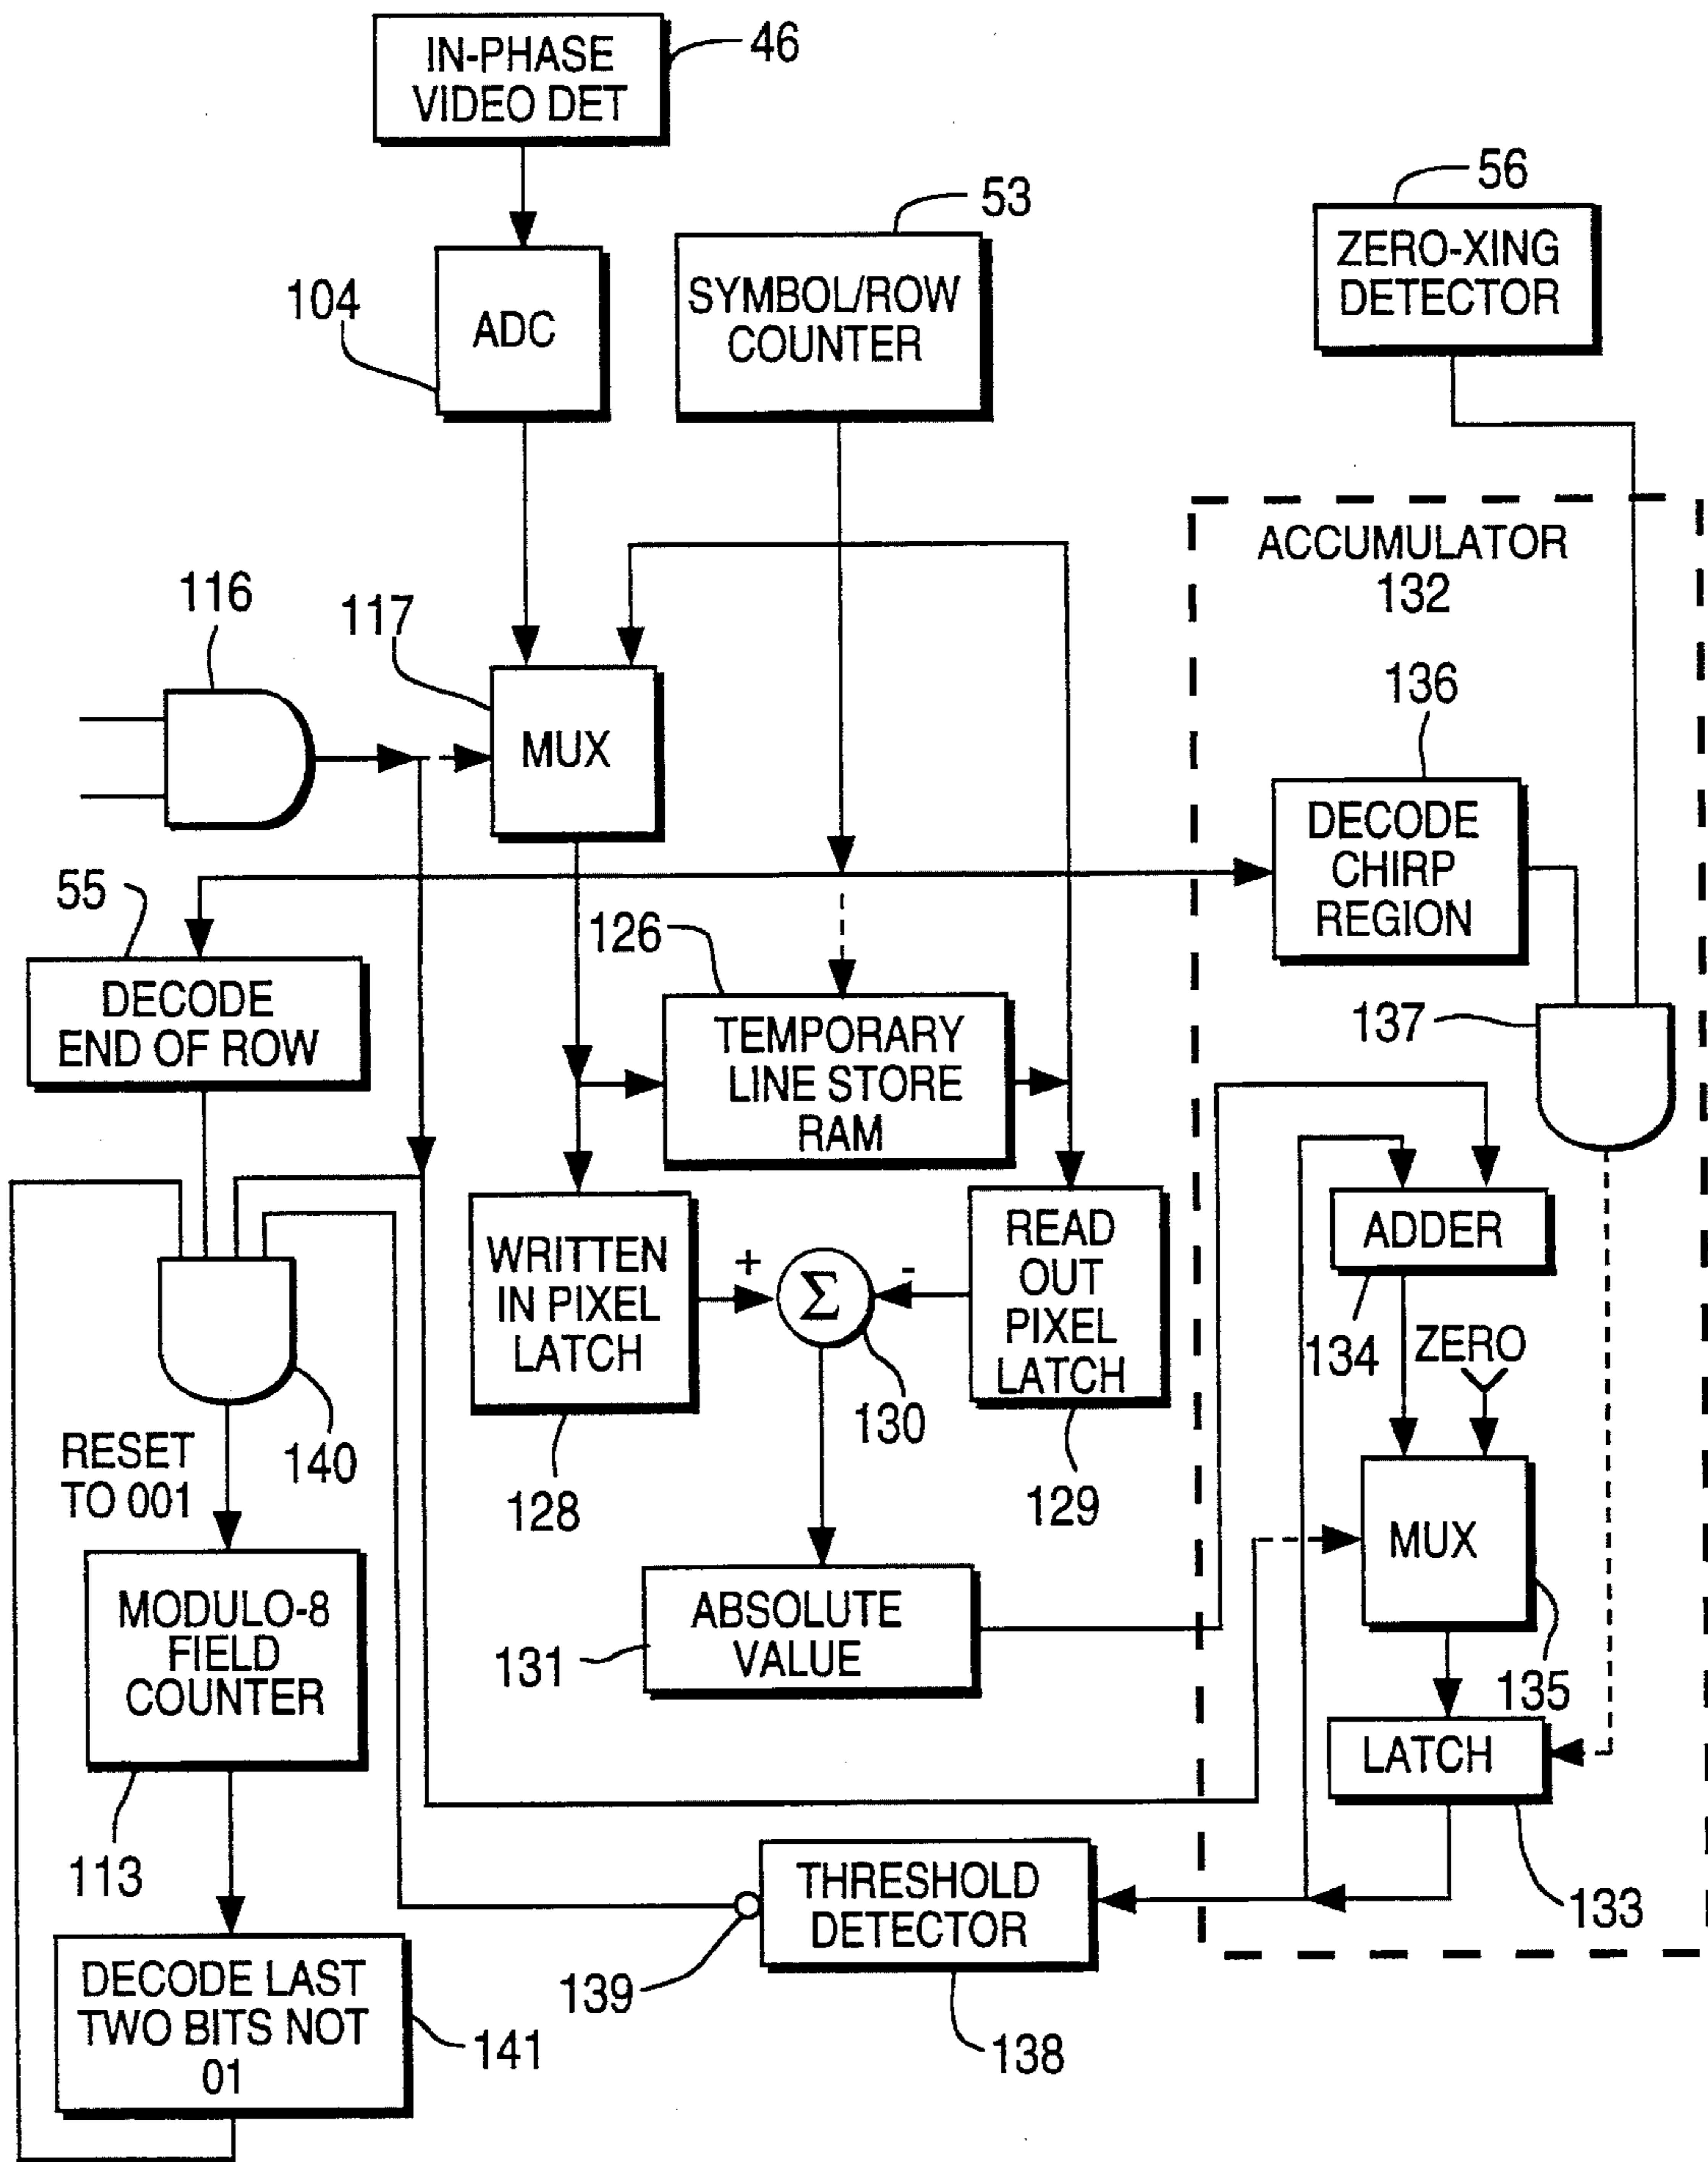 IN-PHASE
VIDEO DET
46
ADC
104
SYMBOL/ROW
COUNTER
53
ZERO-XING
DETECTOR
56
ACCUMULATOR
132
116
117
MUX
136
DECODE
CHIRP
REGION
55
DECODE
END OF ROW
126
TEMPORARY
LINE STORE
RAM
137
WRITTEN
IN PIXEL
LATCH
128
+
Σ
-
130
READ
OUT
PIXEL
LATCH
129
ADDER
134
ZERO
MUX
135
RESET
TO 001
140
MODULO-8
FIELD
COUNTER
113
ABSOLUTE
VALUE
131
LATCH
133
THRESHOLD
DETECTOR
139
138
DECODE LAST
TWO BITS NOT
01
141